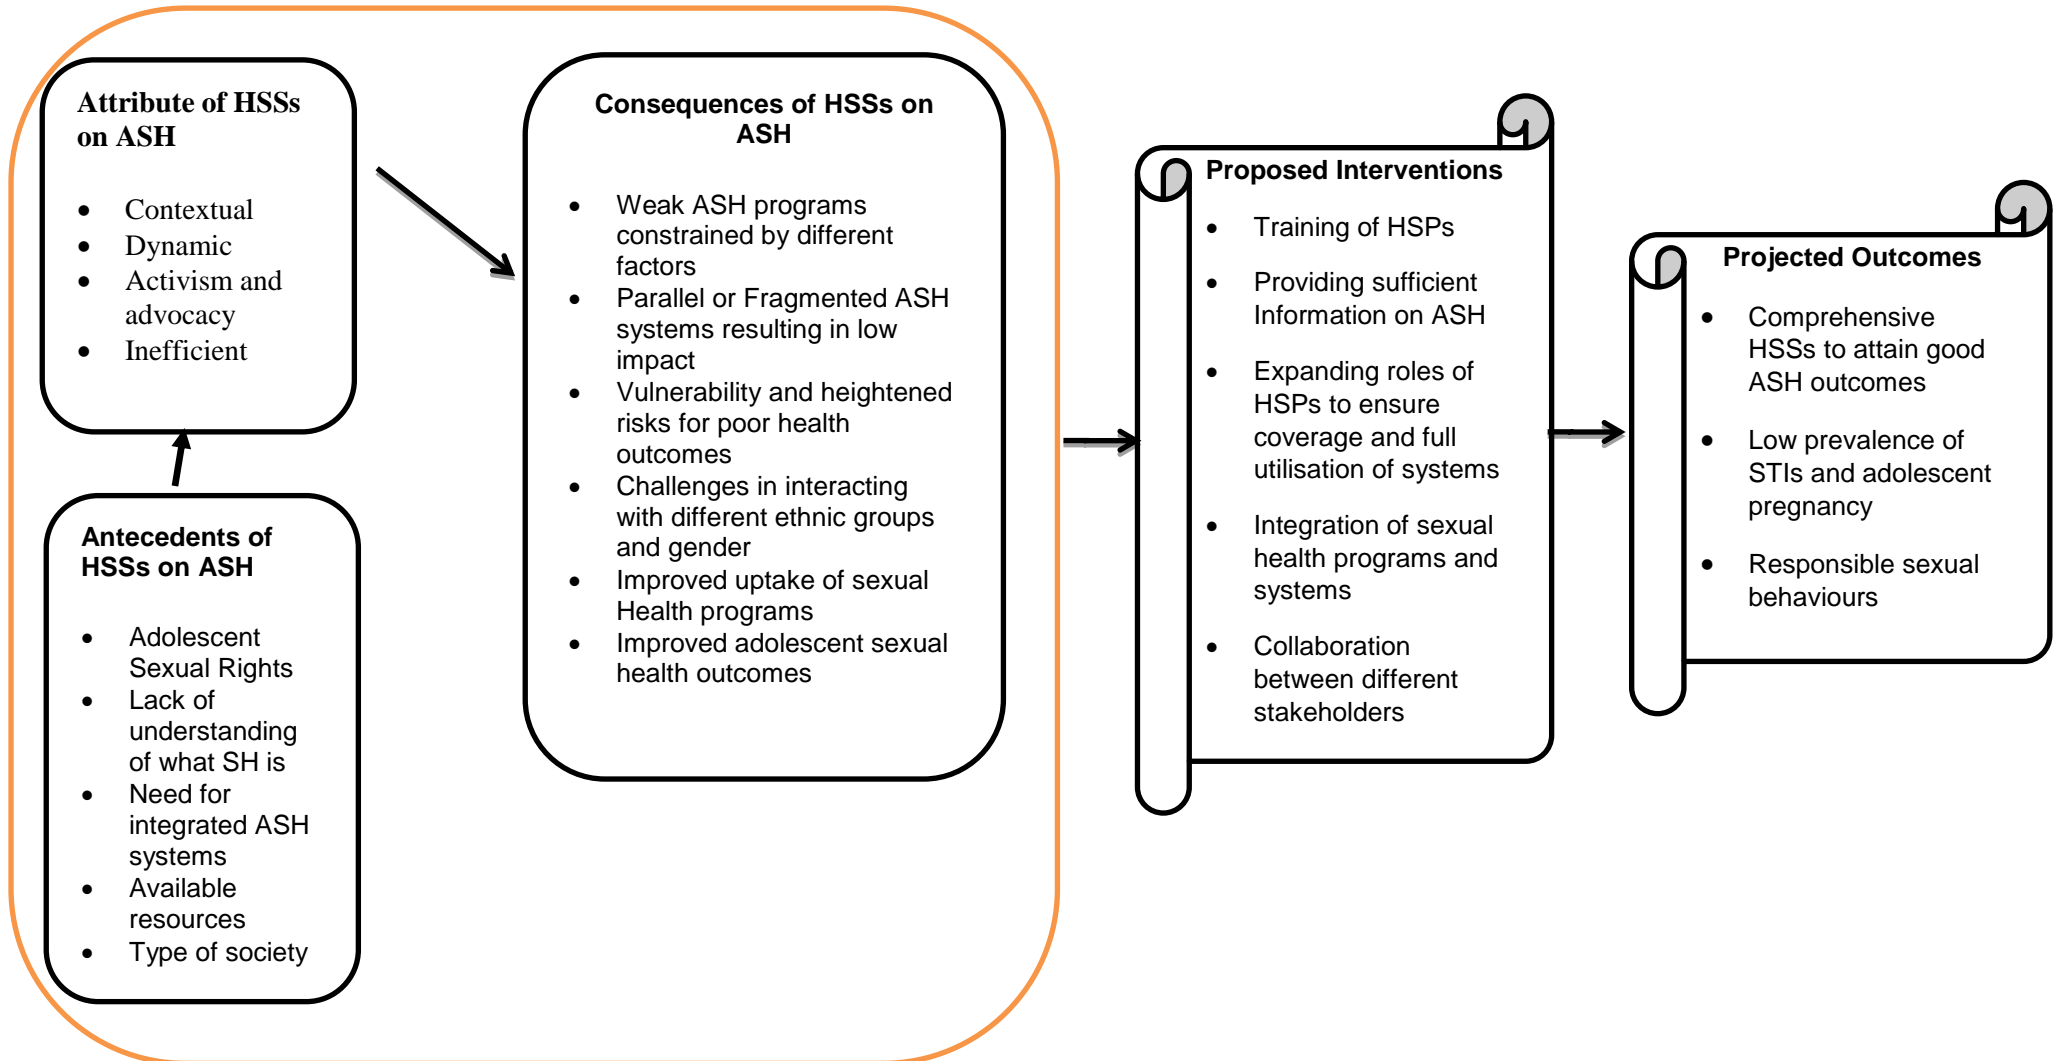 Attribute of HSSs
on ASH
• Contextual
• Dynamic
• Activism and
advocacy
• Inefficient
Antecedents of
HSSs on ASH
• Adolescent
Sexual Rights
• Lack of
understanding
of what SH is
• Need for
integrated ASH
systems
• Available
resources
• Type of society
Consequences of HSSs on
ASH
• Weak ASH programs
constrained by different
factors
• Parallel or Fragmented ASH
systems resulting in low
impact
• Vulnerability and heightened
risks for poor health
outcomes
• Challenges in interacting
with different ethnic groups
and gender
• Improved uptake of sexual
Health programs
• Improved adolescent sexual
health outcomes
Proposed Interventions
• Training of HSPs
• Providing sufficient
Information on ASH
• Expanding roles of
HSPs to ensure
coverage and full
utilisation of systems
• Integration of sexual
health programs and
systems
• Collaboration
between different
stakeholders
Projected Outcomes
• Comprehensive
HSSs to attain good
ASH outcomes
• Low prevalence of
STIs and adolescent
pregnancy
• Responsible sexual
behaviours